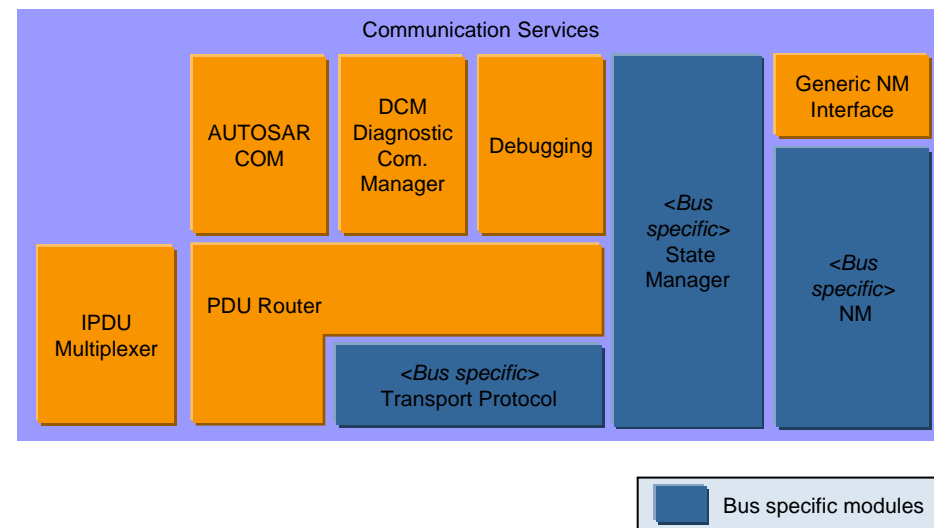 Communication Services
AUTOSAR
COM
DCM
Diagnostic
Com.
Manager
Debugging
<Bus
specific>
State
Manager
Generic NM
Interface
<Bus
specific>
NM
IPDU
Multiplexer
PDU Router
<Bus specific>
Transport Protocol
Bus specific modules